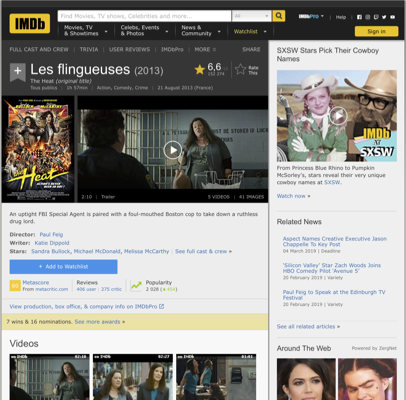 IMDb
Find Movies, TV shows, Celebrities and more...
All
IMDbPro
Help
Movies, TV
& Showtimes
Celebs, Events
& Photos
News &
Community
Watchlist
Sign in
FULL CAST AND CREW | TRIVIA | USER REVIEWS | IMDbPro | MORE
SHARE
Les flingueuses (2013)
The Heat (original title)
Tous publics | 1h 57min | Action, Comedy, Crime | 21 August 2013 (France)
6,6
Rate
This
2:10 | Trailer
5 VIDEOS | 41 IMAGES
An uptight FBI Special Agent is paired with a foul-mouthed Boston cop to take down a ruthless
drug lord.
Director: Paul Feig
Writer: Katie Dippold
Stars: Sandra Bullock, Michael McDonald, Melissa McCarthy | See full cast & crew »
+ Add to Watchlist
Metascore
From metacritic.com
Reviews
406 user | 275 critic
Popularity
2 028
View production, box office, & company info on IMDbPro
7 wins & 16 nominations. See more awards »
Videos
SXSW Stars Pick Their Cowboy
Names
IMDb
AT
SXSW
From Princess Blue Rhino to Pumpkin
McSorley's, stars reveal their very unique
cowboy names at SXSW.
Watch now »
Related News
Aspect Names Creative Executive Jason
Chappelle To Key Post
04 March 2019 | Deadline
'Silicon Valley' Star Zach Woods Joins
HBO Comedy Pilot 'Avenue 5'
20 February 2019 | Variety
Paul Feig to Speak at the Edinburgh TV
Festival
20 February 2019 | Variety
See all related articles »
Around The Web
Powered by ZergNet